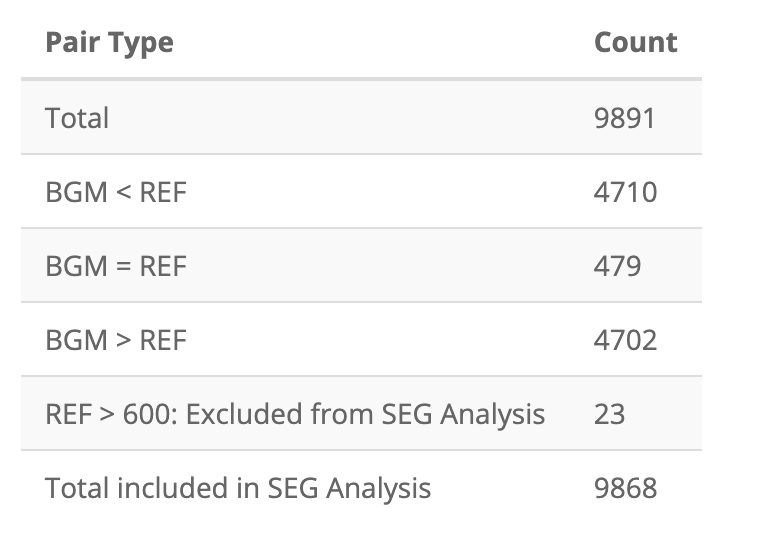 Pair Type Count
Total 9891
BGM < REF 4710
BGM = REF 479
BGM > REF 4702
REF > 600: Excluded from SEG Analysis 23
Total included in SEG Analysis 9868